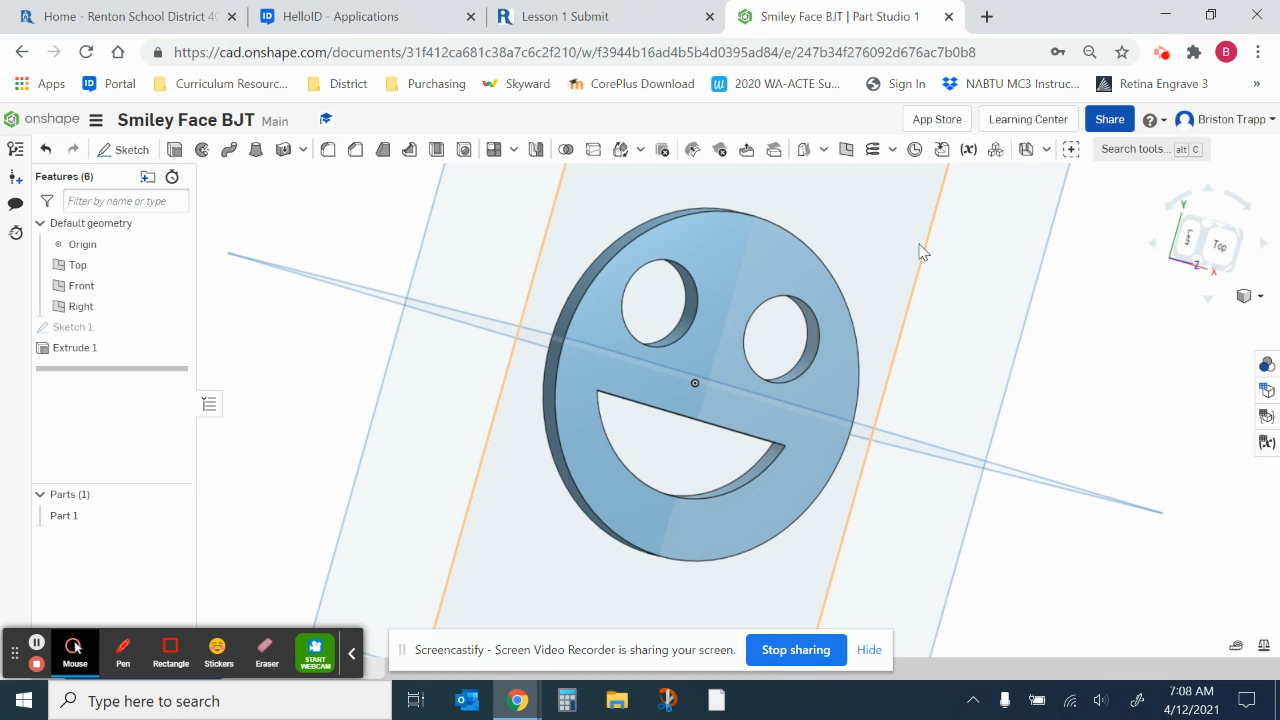 Home - Renton School District 40
HelloID - Applications
Lesson 1 Submit
Smiley Face BJT | Part Studio 1
https://cad.onshape.com/documents/31f412ca681c38a7c6c2f210/w/f3944b16ad4b5b4d0395ad84/e/247b34f276092d676ac7b0b8
B
Apps
Portal
Curriculum Resourc...
District
Purchasing
Skyward
CorePlus Download
2020 WA-ACTE Su...
Sign In
NABTU MC3 Instruc...
Retina Engrave 3
»
onshape
Smiley Face BJT
Main
App Store
Learning Center
Share
Briston Trapp
Sketch
Search tools...
alt
C
Features (6)
Filter by name or type
Default geometry
Origin
Top
Front
Right
Sketch 1
Extrude 1
Parts (1)
Part 1
Y
Left
Top
Z
X
Mouse
Pen
Rectangle
Stickers
Eraser
START
WEBCAM
Screencastify - Screen Video Recorder is sharing your screen.
Stop sharing
Hide
Type here to search
7:08 AM
4/12/2021